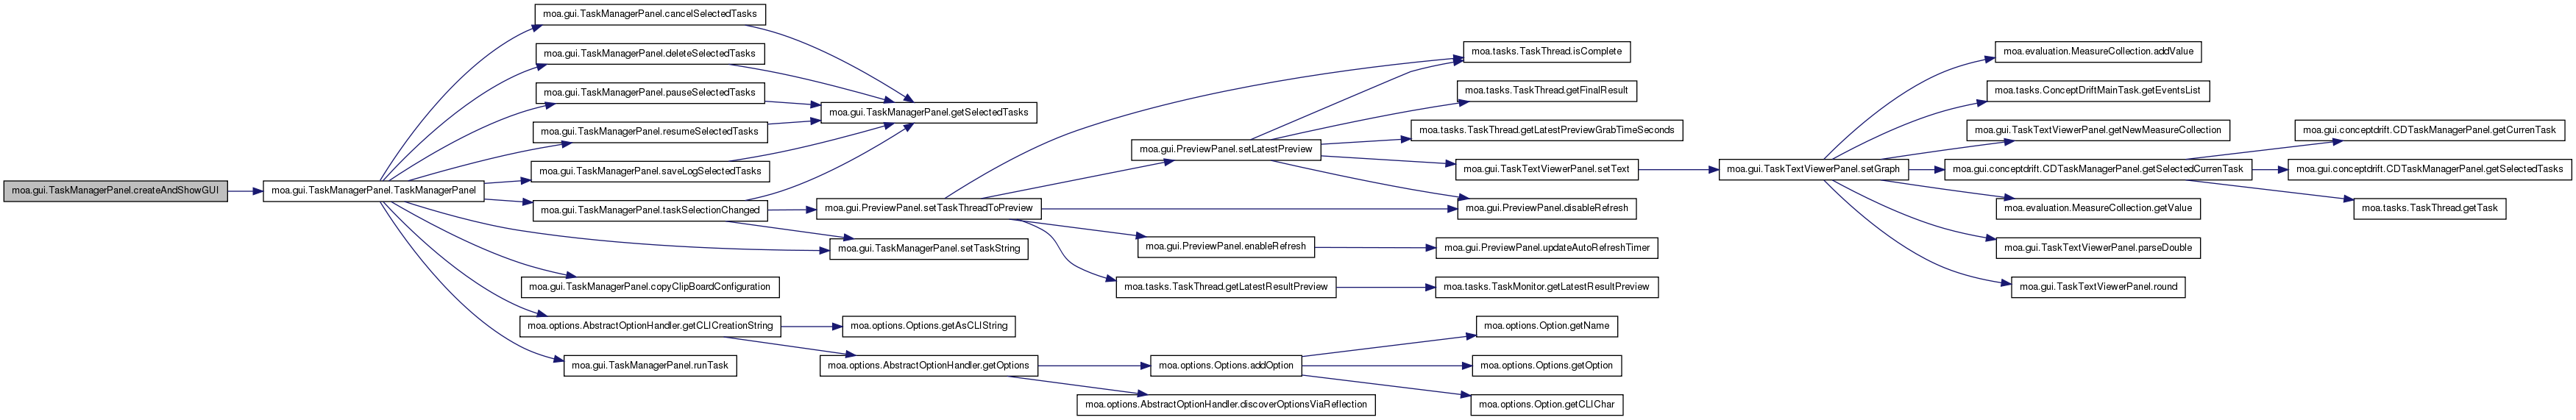 moa.gui.TaskManagerPanel.createAndShowGUI
moa.gui.TaskManagerPanel.TaskManagerPanel
moa.gui.TaskManagerPanel.cancelSelectedTasks
moa.gui.TaskManagerPanel.deleteSelectedTasks
moa.gui.TaskManagerPanel.pauseSelectedTasks
moa.gui.TaskManagerPanel.resumeSelectedTasks
moa.gui.TaskManagerPanel.saveLogSelectedTasks
moa.gui.TaskManagerPanel.taskSelectionChanged
moa.gui.TaskManagerPanel.copyClipBoardConfiguration
moa.options.AbstractOptionHandler.getCLICreationString
moa.gui.TaskManagerPanel.runTask
moa.gui.TaskManagerPanel.getSelectedTasks
moa.gui.PreviewPanel.setTaskThreadToPreview
moa.gui.TaskManagerPanel.setTaskString
moa.options.Options.getAsCLIString
moa.options.AbstractOptionHandler.getOptions
moa.gui.PreviewPanel.setLatestPreview
moa.gui.PreviewPanel.enableRefresh
moa.tasks.TaskThread.getLatestResultPreview
moa.options.Options.addOption
moa.options.AbstractOptionHandler.discoverOptionsViaReflection
moa.tasks.TaskThread.isComplete
moa.tasks.TaskThread.getFinalResult
moa.tasks.TaskThread.getLatestPreviewGrabTimeSeconds
moa.gui.TaskTextViewerPanel.setText
moa.gui.PreviewPanel.disableRefresh
moa.gui.PreviewPanel.updateAutoRefreshTimer
moa.tasks.TaskMonitor.getLatestResultPreview
moa.options.Option.getName
moa.options.Options.getOption
moa.options.Option.getCLIChar
moa.gui.TaskTextViewerPanel.setGraph
moa.evaluation.MeasureCollection.addValue
moa.tasks.ConceptDriftMainTask.getEventsList
moa.gui.TaskTextViewerPanel.getNewMeasureCollection
moa.gui.conceptdrift.CDTaskManagerPanel.getSelectedCurrenTask
moa.evaluation.MeasureCollection.getValue
moa.gui.TaskTextViewerPanel.parseDouble
moa.gui.TaskTextViewerPanel.round
moa.gui.conceptdrift.CDTaskManagerPanel.getCurrenTask
moa.gui.conceptdrift.CDTaskManagerPanel.getSelectedTasks
moa.tasks.TaskThread.getTask